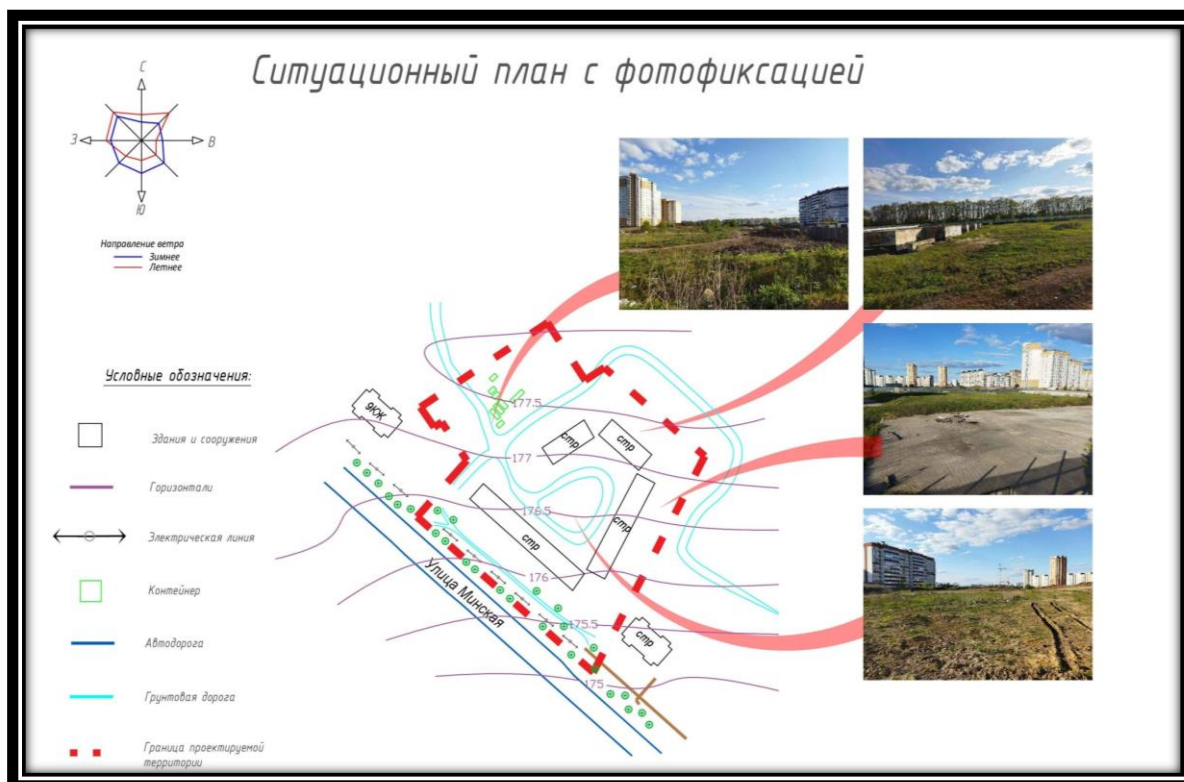 Ситуационный план с фотофиксацией
С
З
В
Ю
Направление ветра
Зимнее
Летнее
Условные обозначения:
Здания и сооружения
Горизонтали
Электрическая линия
Контейнер
Автодорога
Грунтовая дорога
Граница проектируемой
территории
9КЖ
177.5
стр
стр
177
176.5
стр
стр
176
Улица Минская
175.5
стр
175